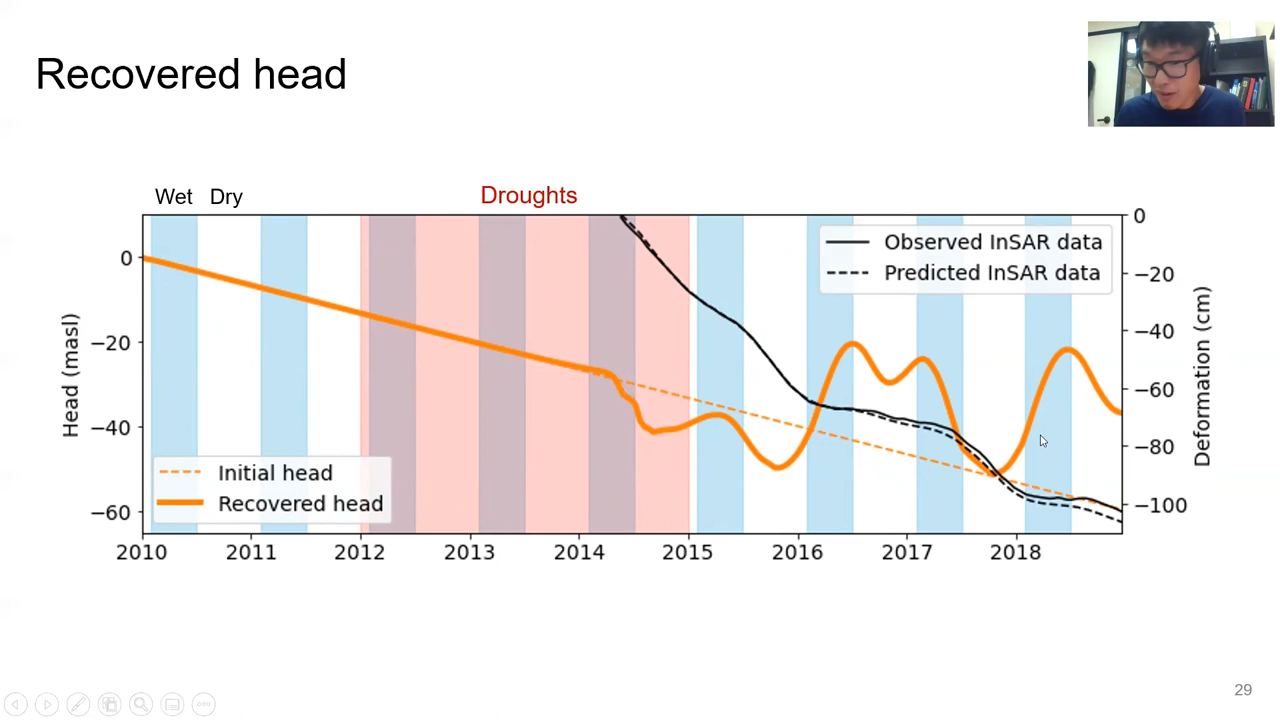 Recovered head
Wet Dry
Droughts
Observed InSAR data
Predicted InSAR data
Initial head
Recovered head
Head (masl)
0
−20
−40
−60
Deformation (cm)
0
−20
−40
−60
−80
−100
2010 2011 2012 2013 2014 2015 2016 2017 2018
29